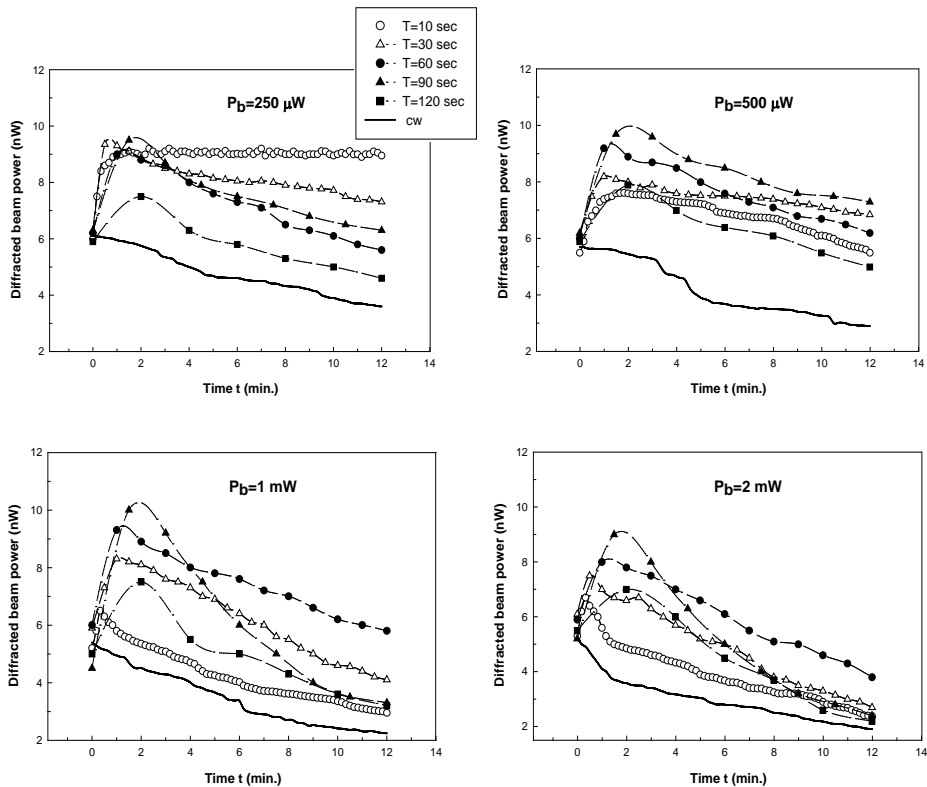 T=10 sec
T=30 sec
T=60 sec
T=90 sec
T=120 sec
cw
P_b=250 μW
Diffracted beam power (nW)
12
10
8
6
4
2
0 2 4 6 8 10 12 14
Time t (min.)
P_b=500 μW
Diffracted beam power (nW)
12
10
8
6
4
2
0 2 4 6 8 10 12 14
Time t (min.)
P_b=1 mW
Diffracted beam power (nW)
12
10
8
6
4
2
0 2 4 6 8 10 12 14
Time t (min.)
P_b=2 mW
Diffracted beam power (nW)
12
10
8
6
4
2
0 2 4 6 8 10 12 14
Time t (min.)